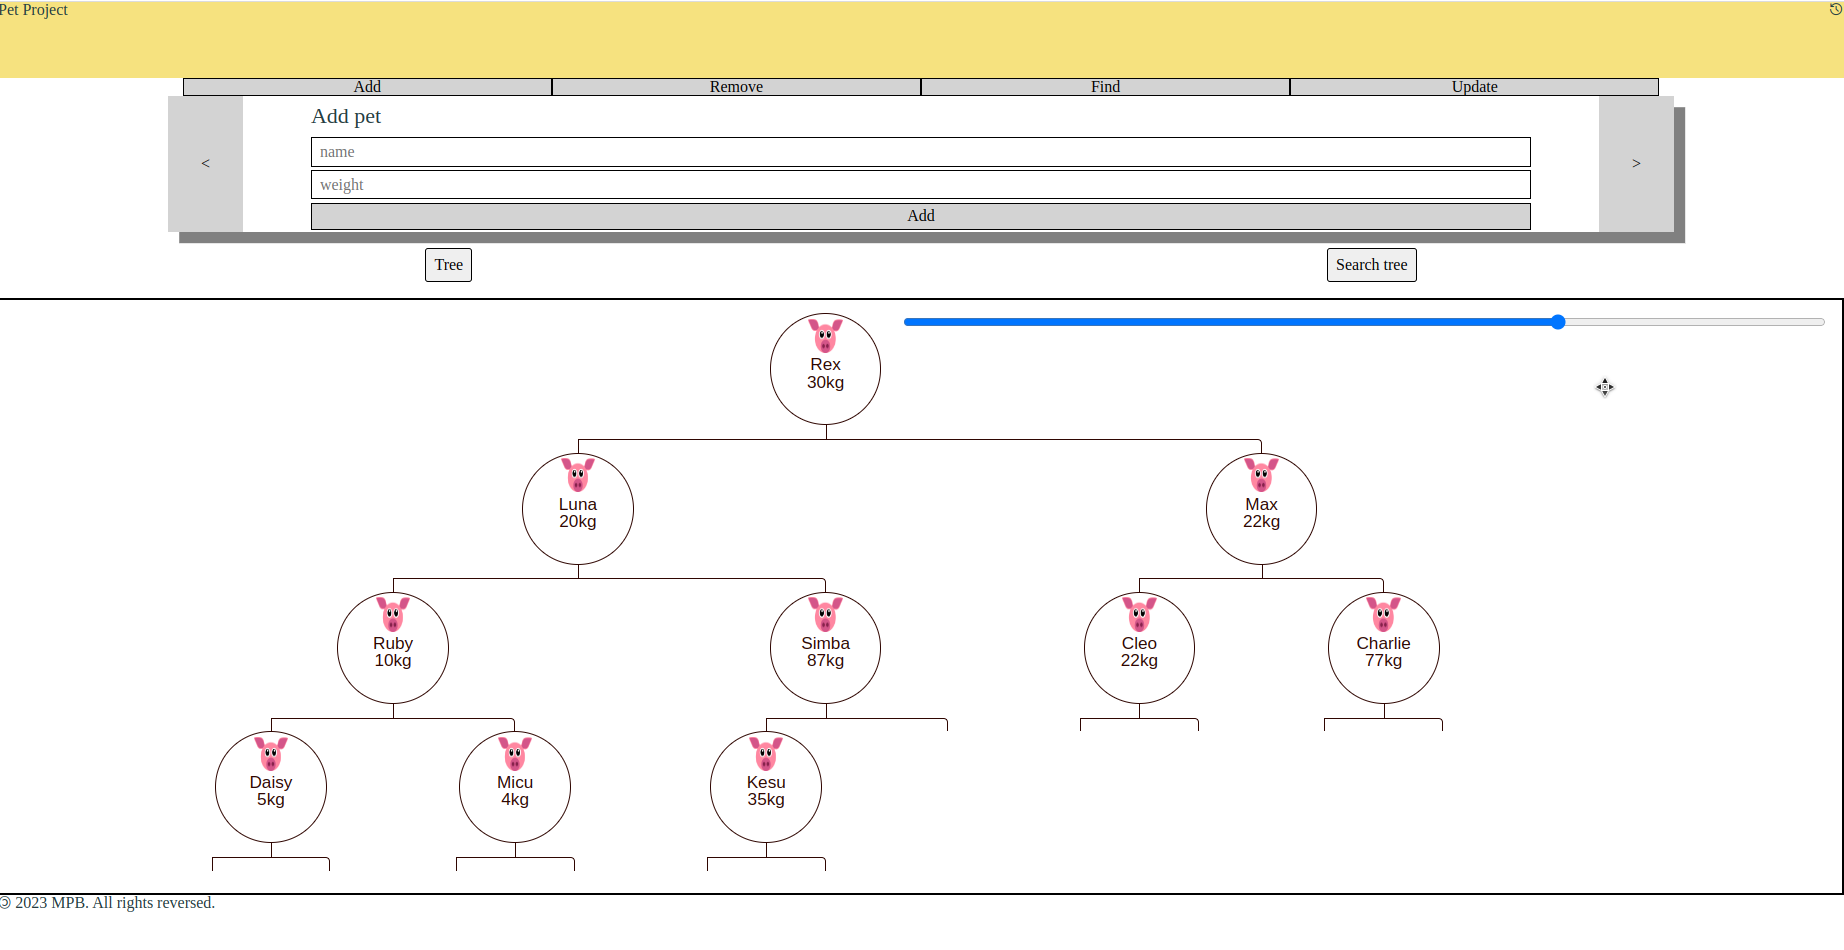 Pet Project
Add
Remove
Find
Update
<
Add pet
name
weight
Add
>
Tree
Search tree
Rex
30kg
Luna
20kg
Max
22kg
Ruby
10kg
Simba
87kg
Cleo
22kg
Charlie
77kg
Daisy
5kg
Micu
4kg
Kesu
35kg
🄯 2023 MPB. All rights reversed.